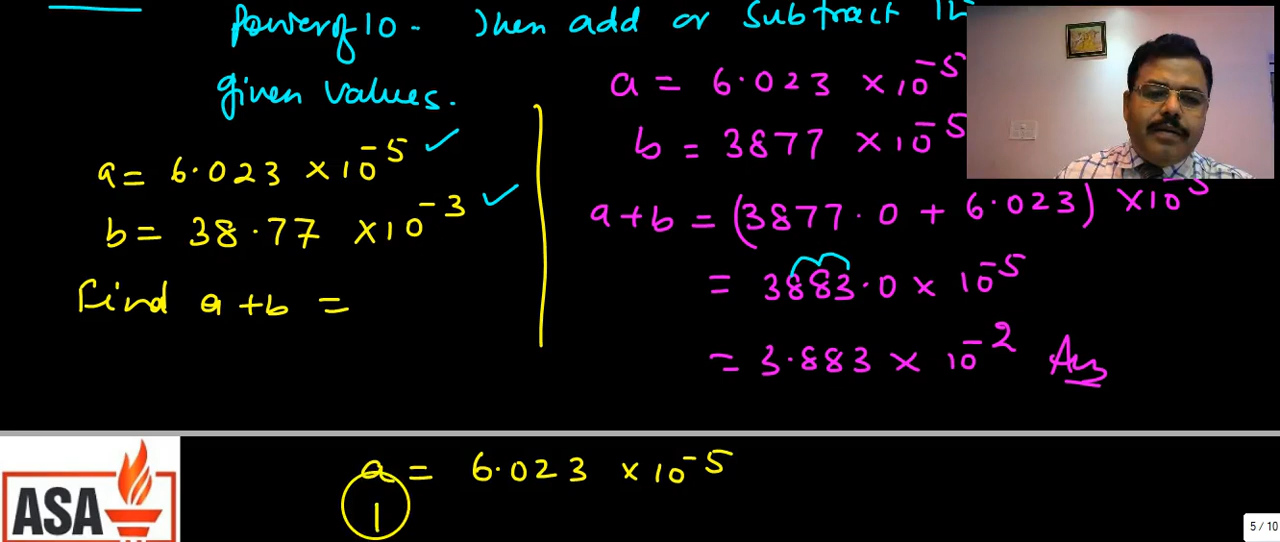 Power of 10. Then add or subtract
given values.
a = 6.023 × 10⁻⁵ ✓
b = 38.77 × 10⁻³ ✓
Find a + b =
a = 6.023 × 10⁻⁵
b = 3877 × 10⁻⁵
a + b = (3877.0 + 6.023) × 10⁻⁵
= 3883.0 × 10⁻⁵
= 3.883 × 10⁻² Ans
a = 6.023 × 10⁻⁵
1
ASA
5 / 10